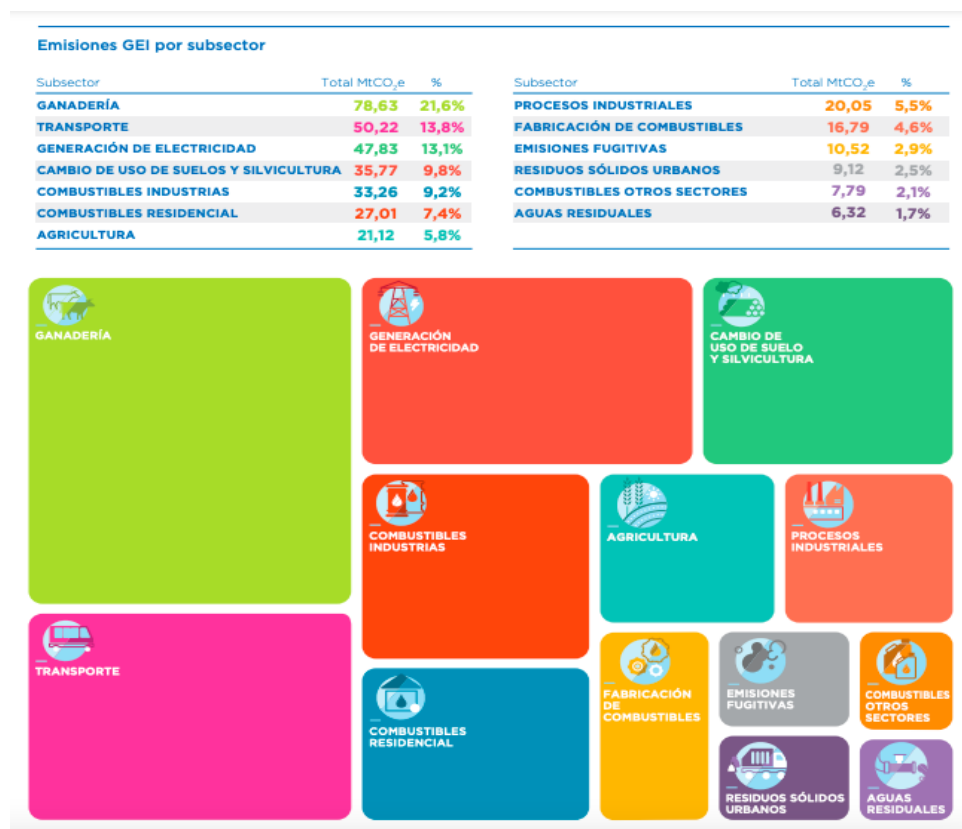 Emisiones GEI por subsector
Subsector Total MtCO₂e %
GANADERÍA 78,63 21,6%
TRANSPORTE 50,22 13,8%
GENERACIÓN DE ELECTRICIDAD 47,83 13,1%
CAMBIO DE USO DE SUELOS Y SILVICULTURA 35,77 9,8%
COMBUSTIBLES INDUSTRIAS 33,26 9,2%
COMBUSTIBLES RESIDENCIAL 27,01 7,4%
AGRICULTURA 21,12 5,8%
Subsector Total MtCO₂e %
PROCESOS INDUSTRIALES 20,05 5,5%
FABRICACIÓN DE COMBUSTIBLES 16,79 4,6%
EMISIONES FUGITIVAS 10,52 2,9%
RESIDUOS SÓLIDOS URBANOS 9,12 2,5%
COMBUSTIBLES OTROS SECTORES 7,79 2,1%
AGUAS RESIDUALES 6,32 1,7%
GANADERÍA
GENERACIÓN
DE ELECTRICIDAD
CAMBIO DE
USO DE SUELO
Y SILVICULTURA
COMBUSTIBLES
INDUSTRIAS
AGRICULTURA
PROCESOS
INDUSTRIALES
TRANSPORTE
COMBUSTIBLES
RESIDENCIAL
FABRICACIÓN
DE
COMBUSTIBLES
EMISIONES
FUGITIVAS
COMBUSTIBLES
OTROS
SECTORES
RESIDUOS SÓLIDOS
URBANOS
AGUAS
RESIDUALES